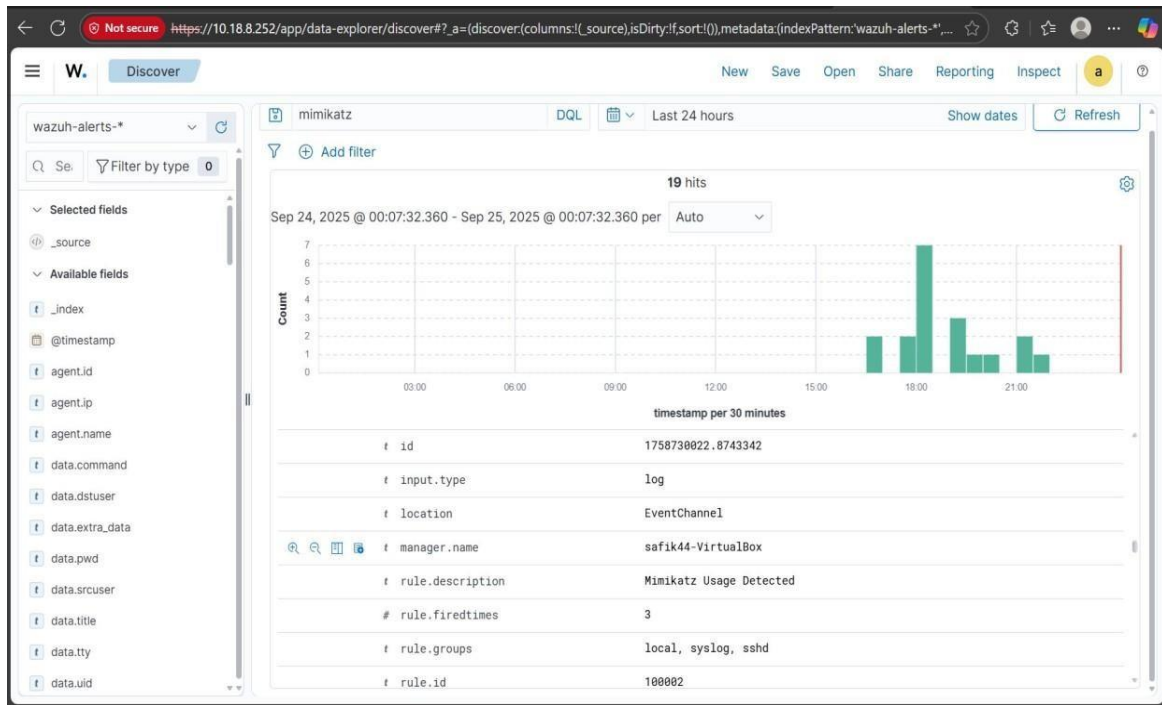 Not secure https://10.18.8.252/app/data-explorer/discover#?_a=(discover:(columns:!(_source),isDirty:!f,sort:!()),metadata:(indexPattern:'wazuh-alerts-*',...
W. Discover New Save Open Share Reporting Inspect a
wazuh-alerts-*
mimikatz DQL Last 24 hours Show dates Refresh
Se. Filter by type 0
Add filter
19 hits
Sep 24, 2025 @ 00:07:32.360 - Sep 25, 2025 @ 00:07:32.360 per Auto
Selected fields
_source
Available fields
t _index
@timestamp
t agent.id
t agent.ip
t agent.name
t data.command
t data.dstuser
t data.extra_data
t data.pwd
t data.srcuser
t data.title
t data.tty
t data.uid
Count
7
6
5
4
3
2
1
0
03:00 06:00 09:00 12:00 15:00 18:00 21:00
timestamp per 30 minutes
t id 1758730022.8743342
t input.type log
t location EventChannel
t manager.name safik44-VirtualBox
t rule.description Mimikatz Usage Detected
# rule.firedtimes 3
t rule.groups local, syslog, sshd
t rule.id 100002